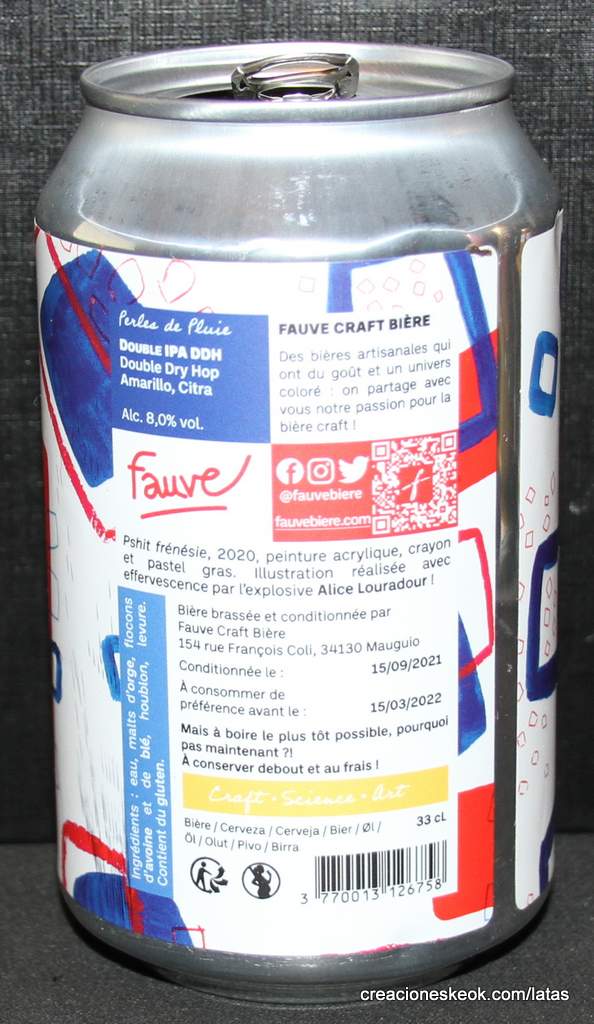 Perles de Pluie
DOUBLE IPA DDH
Double Dry Hop
Amarillo, Citra
Alc. 8,0% vol.
FAUVE CRAFT BIÈRE
Des bières artisanales qui
ont du goût et un univers
coloré : on partage avec
vous notre passion pour la
bière craft !
fauve
@fauvebiere
fauvebiere.com
f
Pshit frénésie, 2020, peinture acrylique, crayon
et pastel gras. Illustration réalisée avec
effervescence par l'explosive Alice Louradour !
Ingrédients : eau, malts d'orge, flocons
d'avoine et de blé, houblon, levure.
Contient du gluten.
Bière brassée et conditionnée par
Fauve Craft Bière
154 rue François Coli, 34130 Mauguio
Conditionnée le : 15/09/2021
À consommer de
préférence avant le : 15/03/2022
Mais à boire le plus tôt possible, pourquoi
pas maintenant ?!
À conserver debout et au frais !
Craft · Science · Art
Bière / Cerveza / Cerveja / Bier / Øl /
Öl / Olut / Pivo / Birra
33 cL
3 770013 126758
creacioneskeok.com/latas